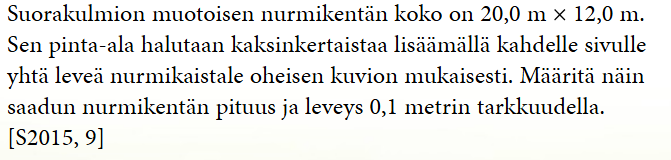 Suorakulmion muotoisen nurmikentän koko on 20,0 m × 12,0 m.
Sen pinta-ala halutaan kaksinkertaistaa lisäämällä kahdelle sivulle
yhtä leveä nurmikaistale oheisen kuvion mukaisesti. Määritä näin
saadun nurmikentän pituus ja leveys 0,1 metrin tarkkuudella.
[S2015, 9]